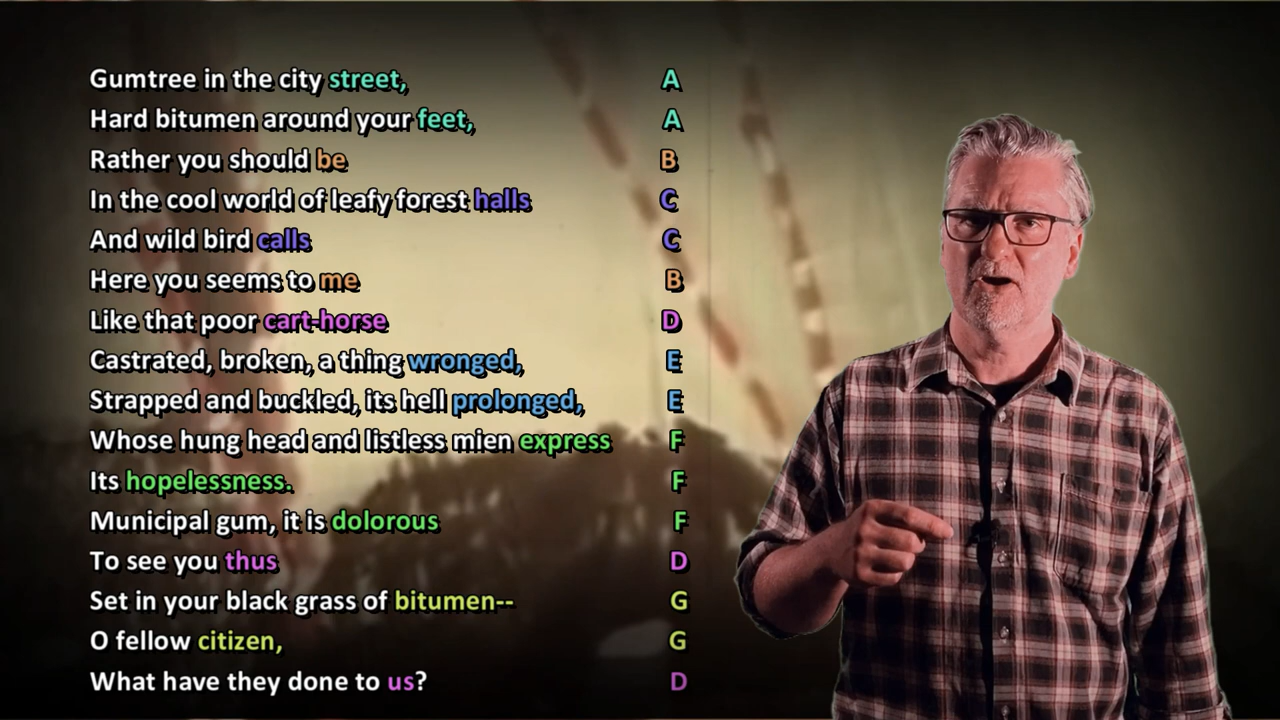 Gumtree in the city street, A
Hard bitumen around your feet, A
Rather you should be B
In the cool world of leafy forest halls C
And wild bird calls C
Here you seems to me B
Like that poor cart-horse D
Castrated, broken, a thing wronged, E
Strapped and buckled, its hell prolonged, E
Whose hung head and listless mien express F
Its hopelessness. F
Municipal gum, it is dolorous F
To see you thus D
Set in your black grass of bitumen-- G
O fellow citizen, G
What have they done to us? D